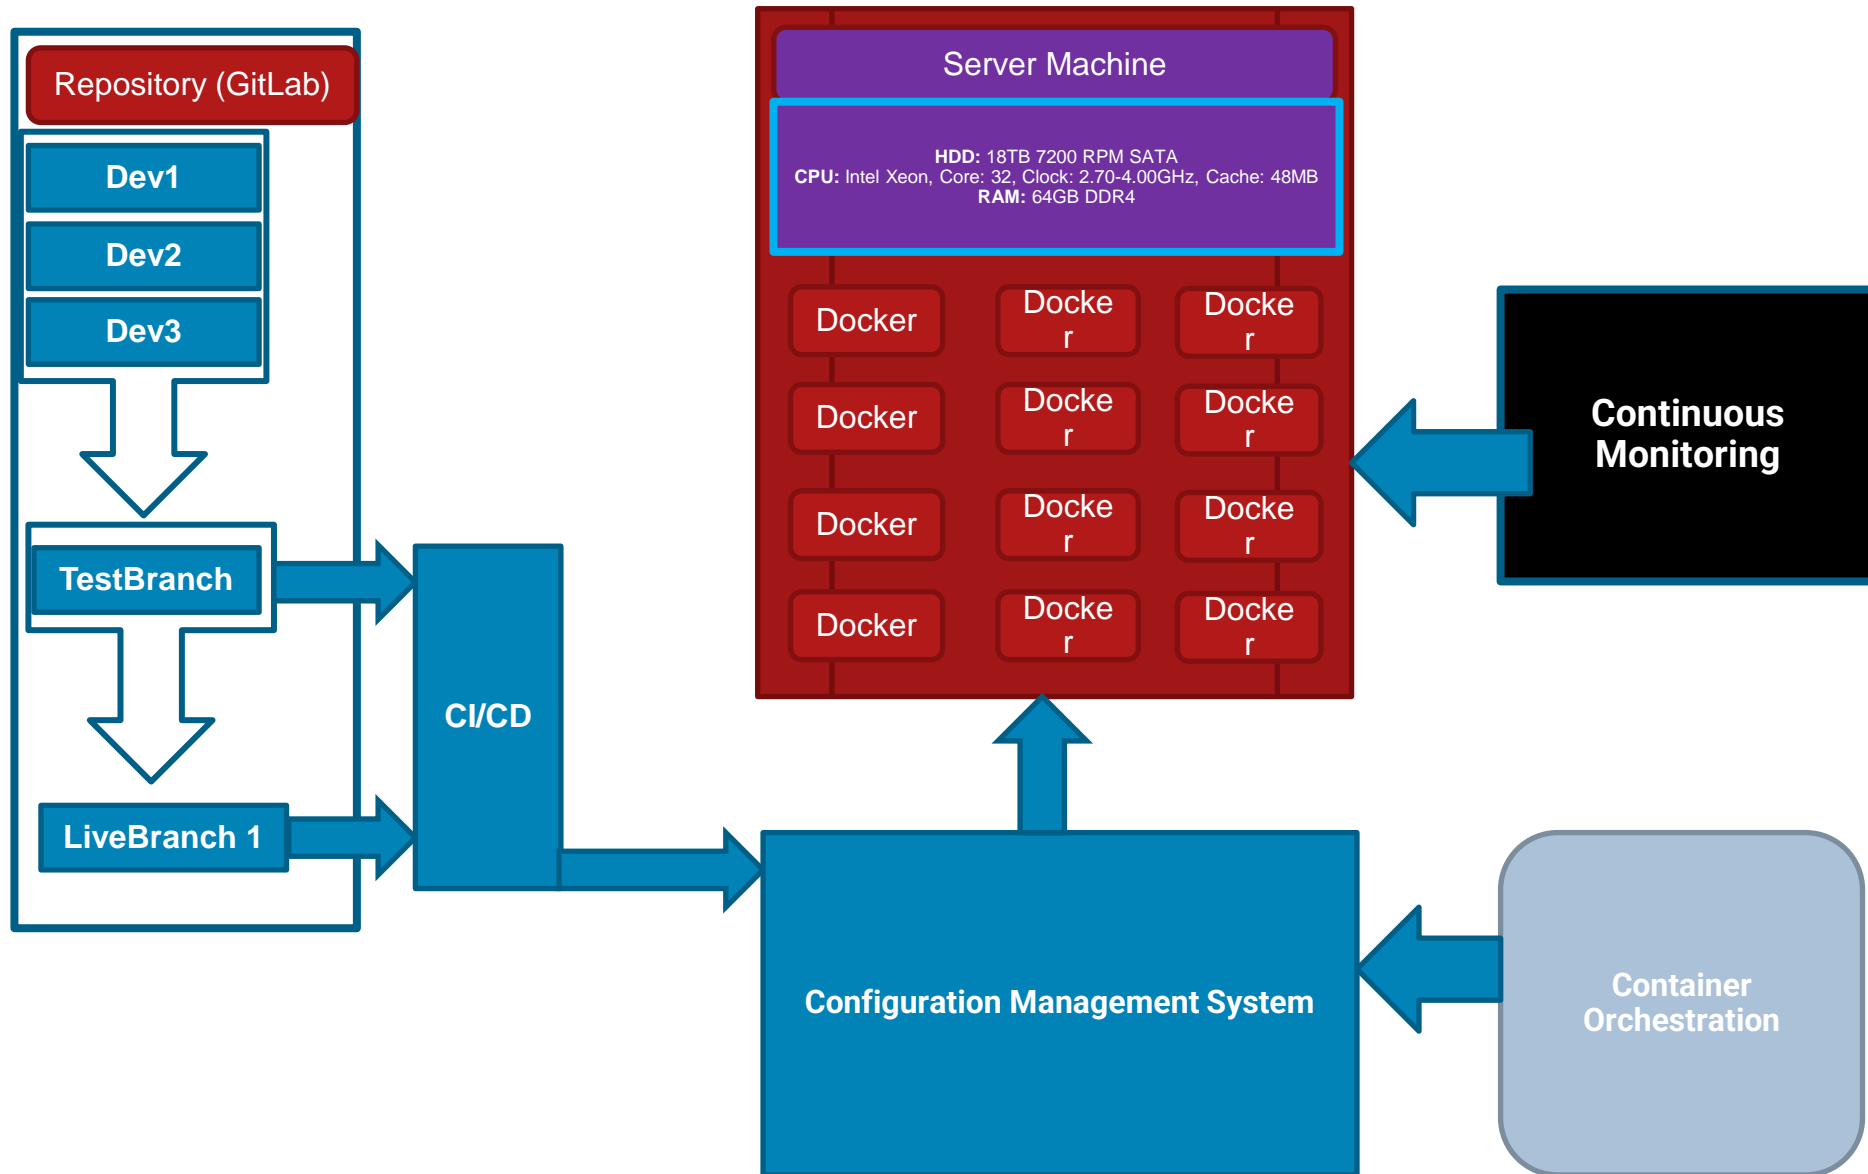 Repository (GitLab)
Dev1
Dev2
Dev3
TestBranch
LiveBranch 1
CI/CD
Server Machine
HDD: 18TB 7200 RPM SATA
CPU: Intel Xeon, Core: 32, Clock: 2.70-4.00GHz, Cache: 48MB
RAM: 64GB DDR4
Docker
Docke
r
Docke
r
Docker
Docke
r
Docke
r
Docker
Docke
r
Docke
r
Docker
Docke
r
Docke
r
Continuous
Monitoring
Configuration Management System
Container
Orchestration